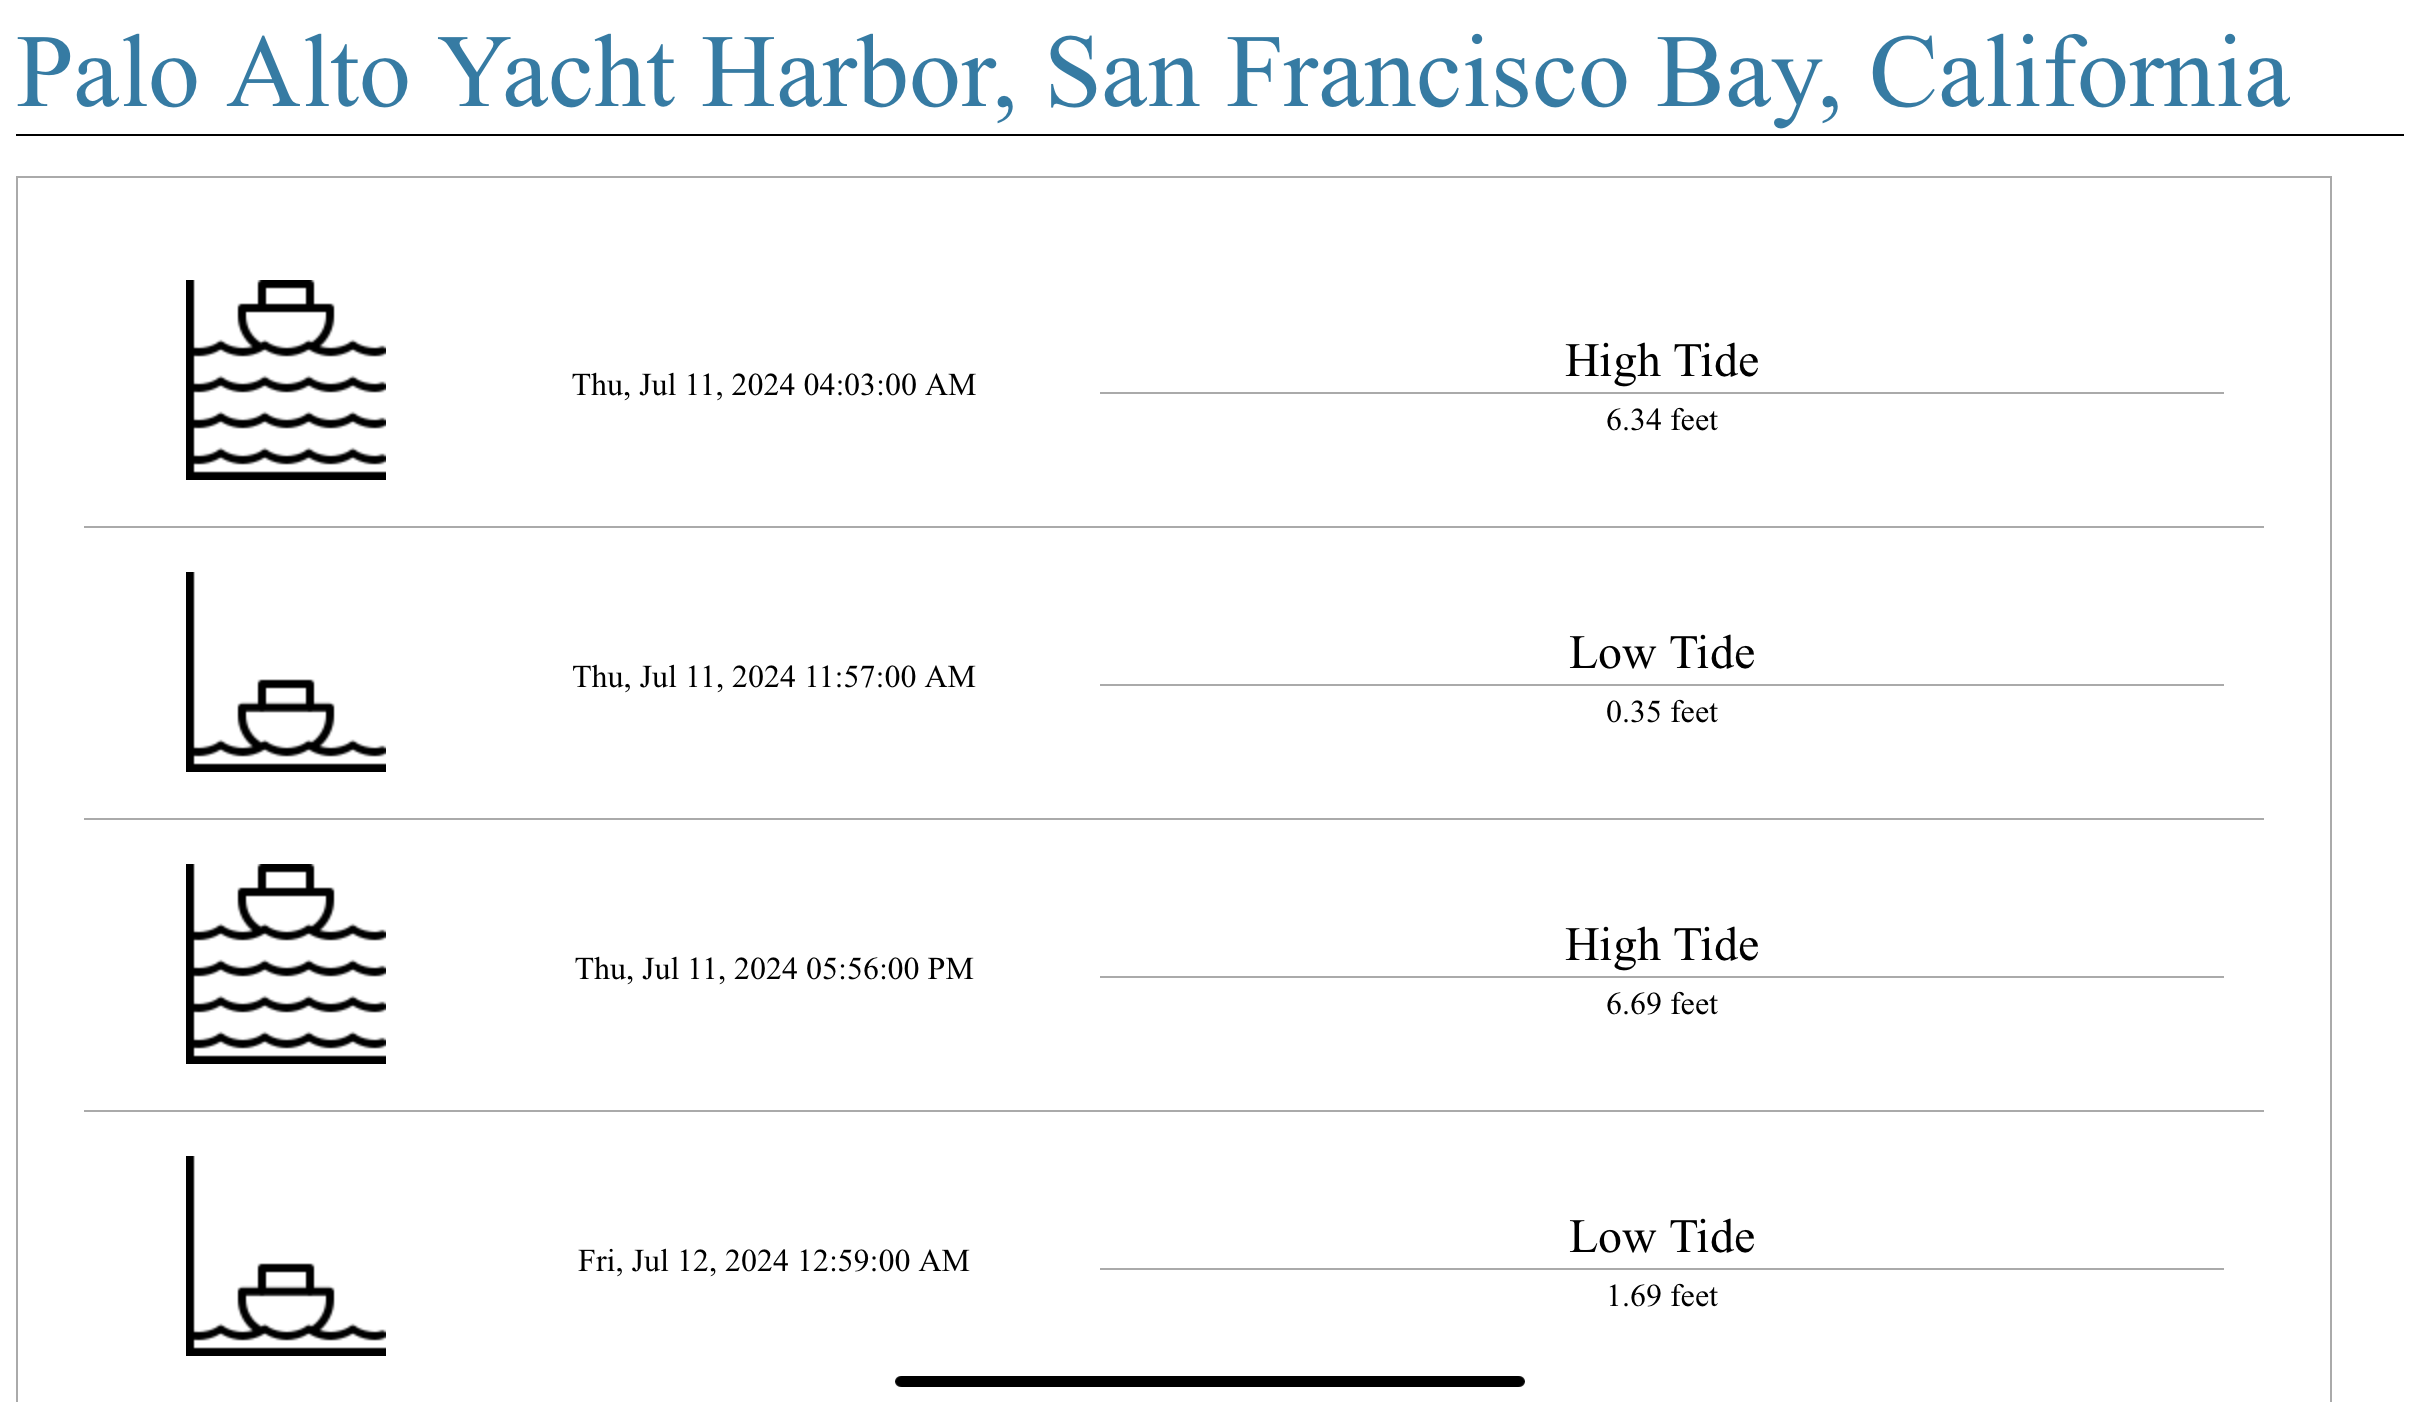 Palo Alto Yacht Harbor, San Francisco Bay, California
Thu, Jul 11, 2024 04:03:00 AM
High Tide
6.34 feet
Thu, Jul 11, 2024 11:57:00 AM
Low Tide
0.35 feet
Thu, Jul 11, 2024 05:56:00 PM
High Tide
6.69 feet
Fri, Jul 12, 2024 12:59:00 AM
Low Tide
1.69 feet